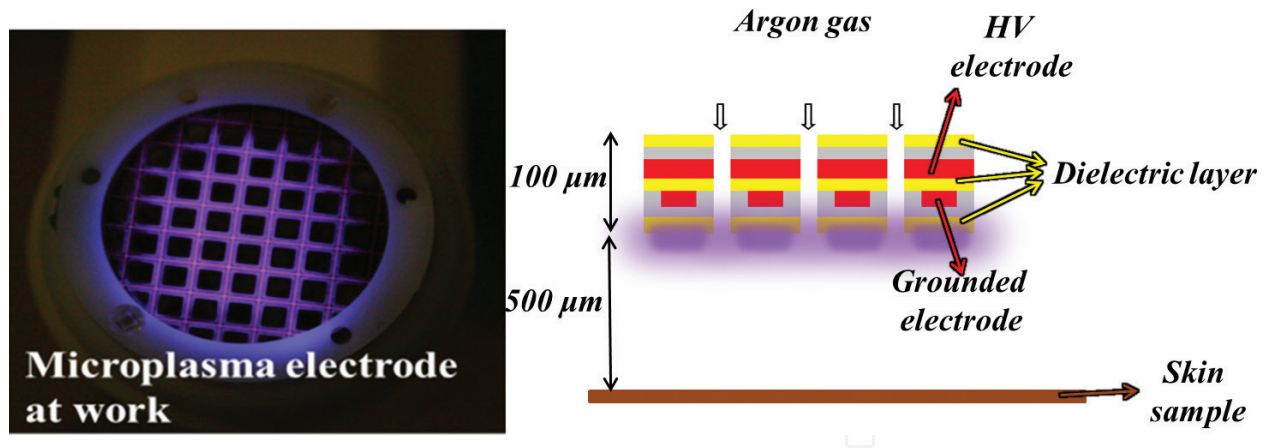 Microplasma electrode
at work
Argon gas
HV
electrode
100 μm
Dielectric layer
500 μm
Grounded
electrode
Skin
sample